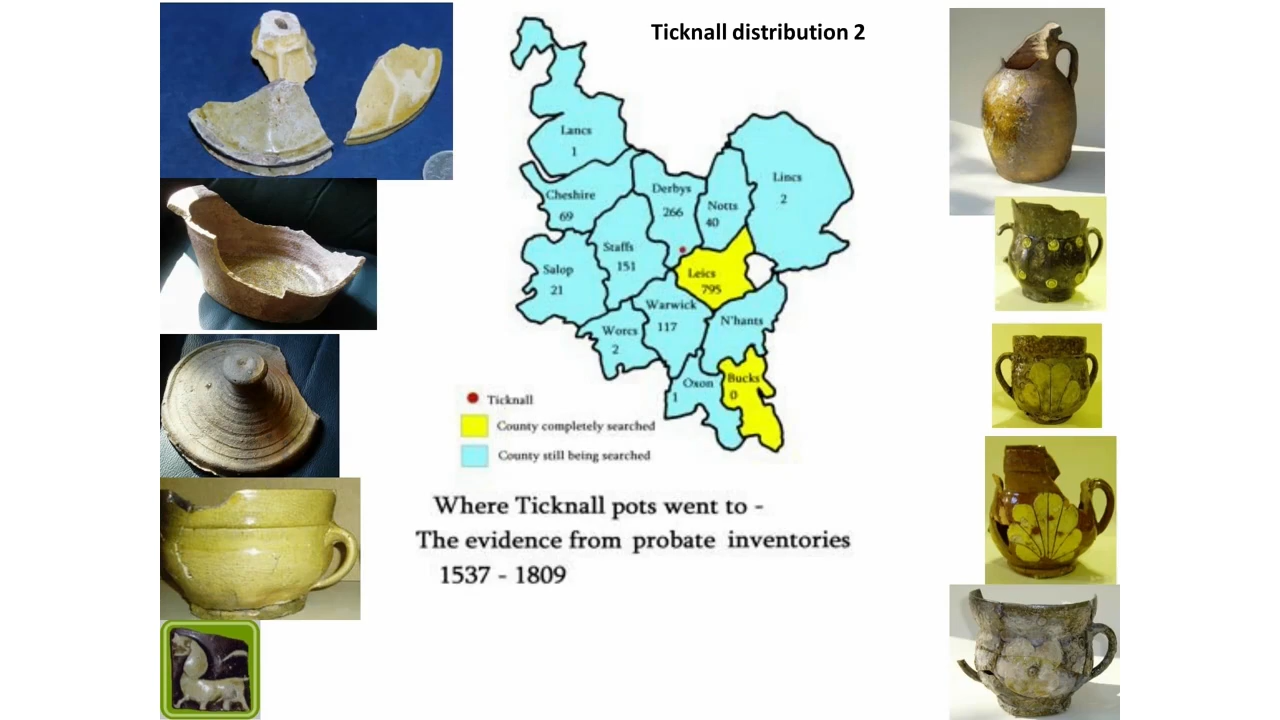 Ticknall distribution 2
Lancs
1
Cheshire
69
Derbys
266
Notts
40
Lincs
2
Staffs
151
Salop
21
Leics
795
Warwick
117
Worcs
2
N'hants
Oxon
1
Bucks
0
Ticknall
County completely searched
County still being searched
Where Ticknall pots went to -
The evidence from probate inventories
1537 - 1809